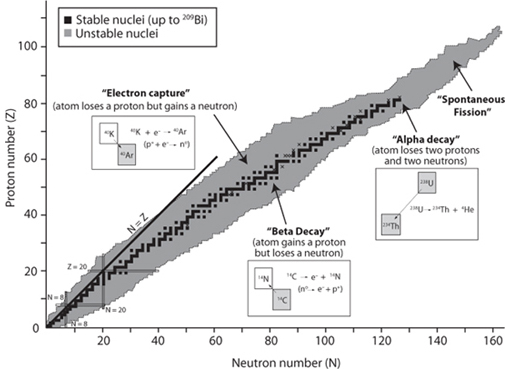 Stable nuclei (up to ²⁰⁹Bi)
Unstable nuclei
"Electron capture"
(atom loses a proton but gains a neutron)
⁴⁰K
⁴⁰Ar
⁴⁰K + e⁻ → ⁴⁰Ar
(p⁺+ e⁻→ n⁰)
"Spontaneous
Fission"
"Alpha decay"
(atom loses two protons
and two neutrons)
²³⁸U
²³⁴Th
²³⁸U → ²³⁴Th + ⁴He
"Beta Decay"
(atom gains a proton
but loses a neutron)
¹⁴N
¹⁴C
¹⁴C → e⁻ + ¹⁴N
(n⁰→ e⁻+ p⁺)
N = Z
Z = 20
N = 20
N = 8
N = 8
Proton number (Z)
100
80
60
40
20
0
0
20
40
60
80
100
120
140
160
Neutron number (N)